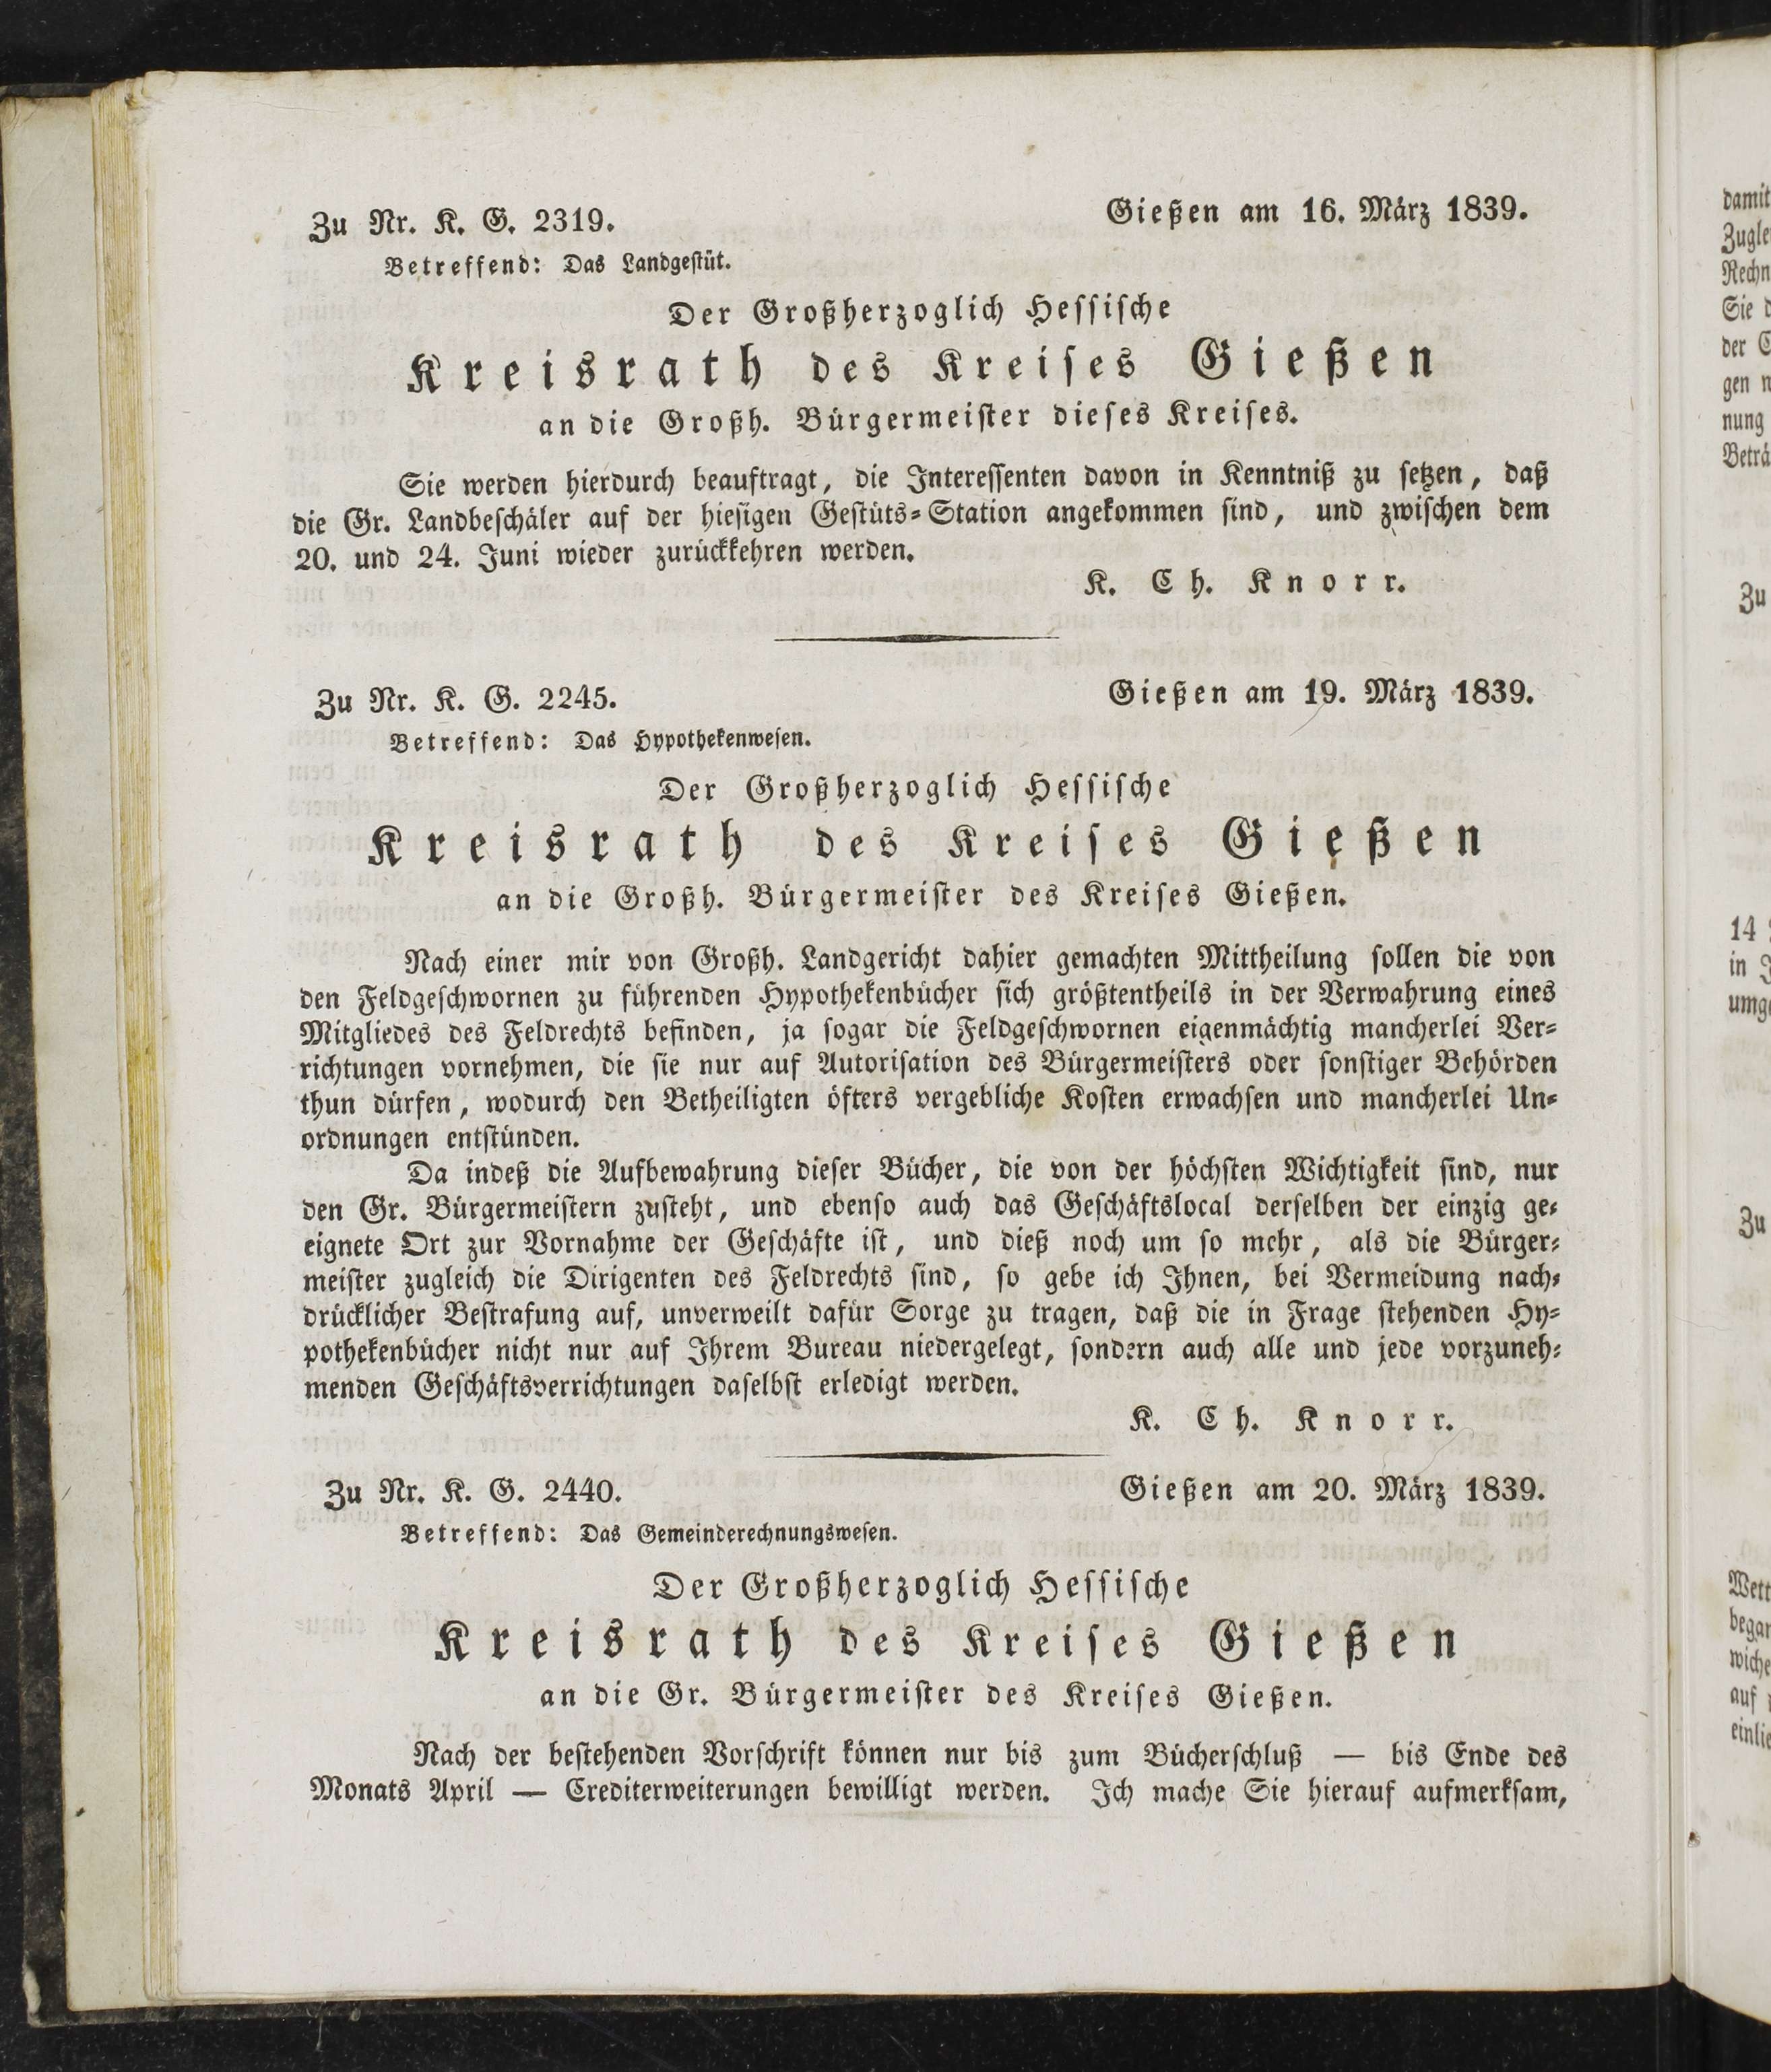 Zu Nr. K. G. 2319.
Gießen am 16. März 1839.
Betreffend: Das Landgestüt.
Der Großherzoglich Hessische
Kreisrath des Kreises Gießen
an die Großh. Bürgermeister dieses Kreises.
Sie werden hierdurch beauftragt, die Interessenten davon in Kenntniß zu setzen, daß
die Gr. Landbeschäler auf der hiesigen Gestüts=Station angekommen sind, und zwischen dem
20. und 24. Juni wieder zurückkehren werden.
K. Ch. Knorr.
Zu Nr. K. G. 2245.
Gießen am 19. März 1839.
Betreffend: Das Hypothekenwesen.
Der Großherzoglich Hessische
Kreisrath des Kreises Gießen
an die Großh. Bürgermeister des Kreises Gießen.
Nach einer mir von Großh. Landgericht dahier gemachten Mittheilung sollen die von
den Feldgeschwornen zu führenden Hypothekenbücher sich größtentheils in der Verwahrung eines
Mitgliedes des Feldrechts befinden, ja sogar die Feldgeschwornen eigenmächtig mancherlei Ver=
richtungen vornehmen, die sie nur auf Autorisation des Bürgermeisters oder sonstiger Behörden
thun dürfen, wodurch den Betheiligten öfters vergebliche Kosten erwachsen und mancherlei Un=
ordnungen entstünden.
Da indeß die Aufbewahrung dieser Bücher, die von der höchsten Wichtigkeit sind, nur
den Gr. Bürgermeistern zusteht, und ebenso auch das Geschäftslocal derselben der einzig ge=
eignete Ort zur Vornahme der Geschäfte ist, und dieß noch um so mehr, als die Bürger=
meister zugleich die Dirigenten des Feldrechts sind, so gebe ich Ihnen, bei Vermeidung nach=
drücklicher Bestrafung auf, unverweilt dafür Sorge zu tragen, daß die in Frage stehenden Hy=
pothekenbücher nicht nur auf Ihrem Bureau niedergelegt, sondern auch alle und jede vorzuneh=
menden Geschäftsverrichtungen daselbst erledigt werden.
K. Ch. Knorr.
Zu Nr. K. G. 2440.
Gießen am 20. März 1839.
Betreffend: Das Gemeinderechnungswesen.
Der Großherzoglich Hessische
Kreisrath des Kreises Gießen
an die Gr. Bürgermeister des Kreises Gießen.
Nach der bestehenden Vorschrift können nur bis zum Bücherschluß — bis Ende des
Monats April — Crediterweiterungen bewilligt werden. Ich mache Sie hierauf aufmerksam,
damit
Rechn
Sie
der
nung
Zu
14
in
Zu
auf